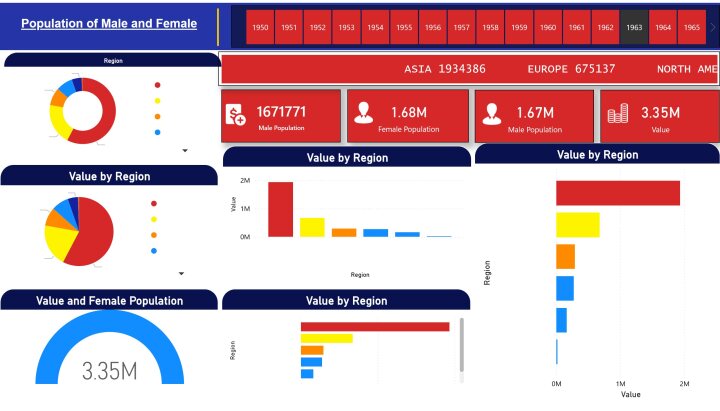 Population of Male and Female
1950 1951 1952 1953 1954 1955 1956 1957 1958 1959 1960 1961 1962 1963 1964 1965
Region
ASIA 1934386 EUROPE 675137 NORTH AME
1671771
Male Population
1.68M
Female Population
1.67M
Male Population
3.35M
Value
Value by Region
Value by Region
2M
1M
0M
Value
Region
Value by Region
Region
0M 1M 2M
Value
Value and Female Population
3.35M
Value by Region
Region